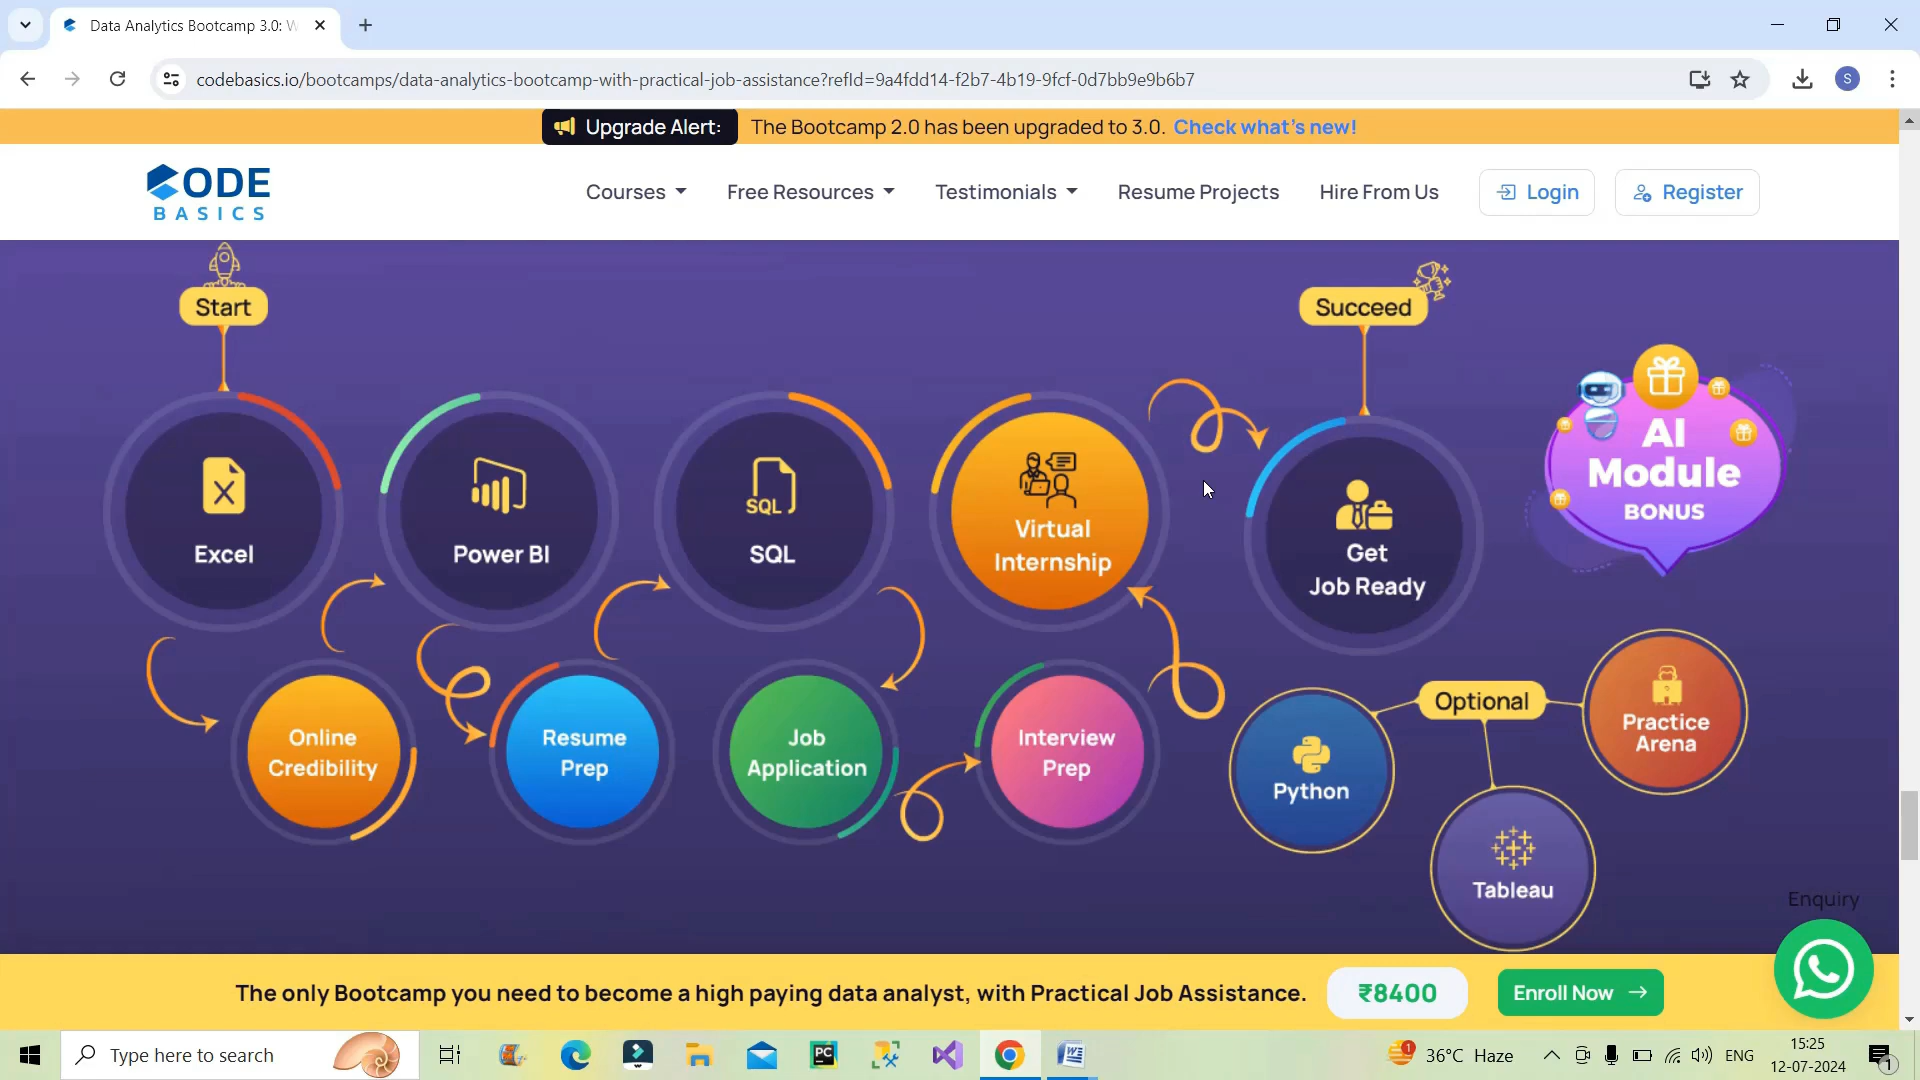 Data Analytics Bootcamp 3.0: W
codebasics.io/bootcamps/data-analytics-bootcamp-with-practical-job-assistance?refId=9a4fdd14-f2b7-4b19-9fcf-0d7bb9e9b6b7
S
Upgrade Alert: The Bootcamp 2.0 has been upgraded to 3.0. Check what's new!
CODE
BASICS
Courses Free Resources Testimonials Resume Projects Hire From Us Login Register
Start
Succeed
X
Excel
Power BI
SQL
SQL
Virtual
Internship
Get
Job Ready
AI
Module
BONUS
Online
Credibility
Resume
Prep
Job
Application
Interview
Prep
Optional
Python
Practice
Arena
Tableau
Enquiry
The only Bootcamp you need to become a high paying data analyst, with Practical Job Assistance. ₹8400 Enroll Now
Type here to search
PC
1
36°C Haze
ENG
15:25
12-07-2024
1